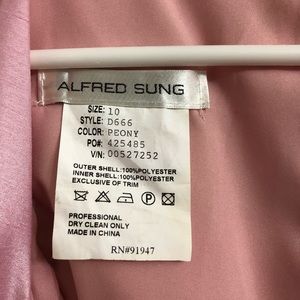 ALFRED SUNG
SIZE: 10
STYLE: D666
COLOR: PEONY
PO#: 425485
V/N: 00527252
OUTER SHELL:100%POLYESTER
INNER SHELL:100%POLYESTER
EXCLUSIVE OF TRIM
PROFESSIONAL
DRY CLEAN ONLY
MADE IN CHINA
RN#91947